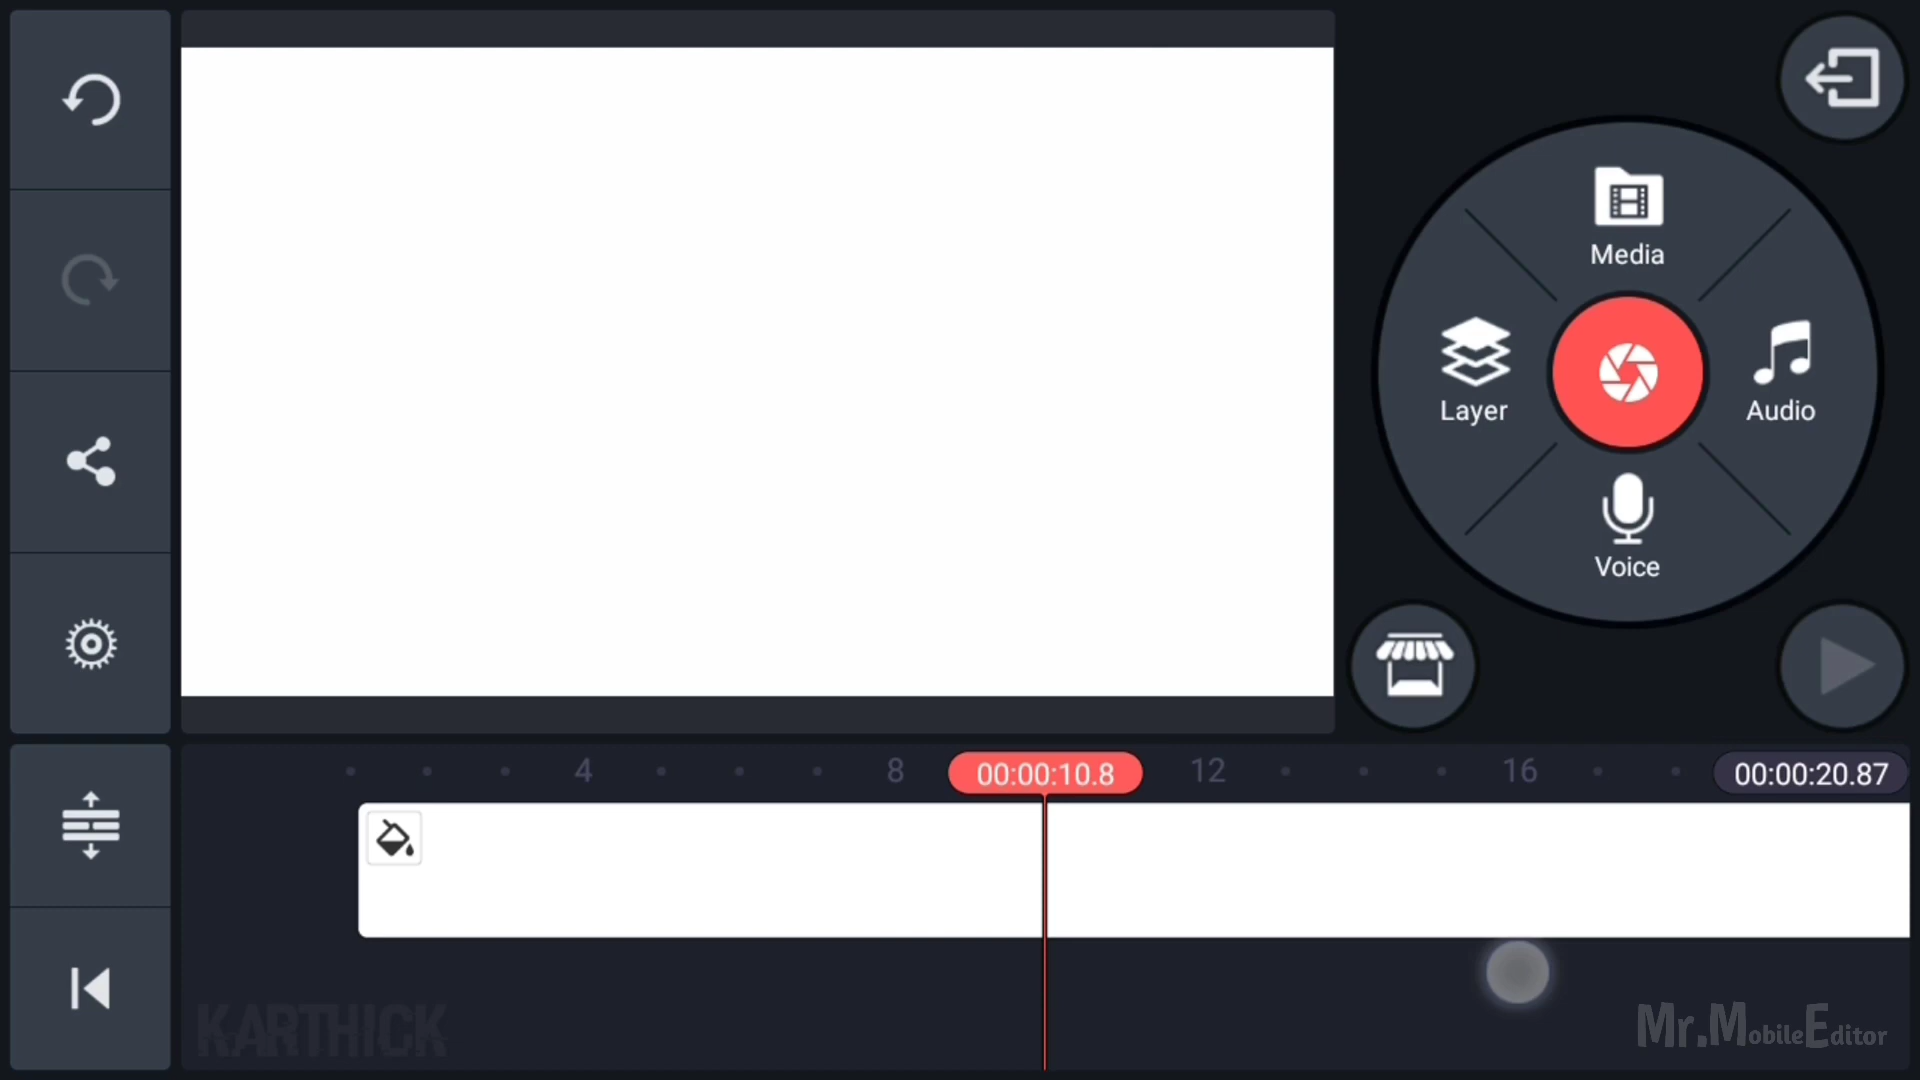 Media
Layer
Audio
Voice
4
8
00:00:10.8
12
16
00:00:20.87
KARTHICK
Mr.MobileEditor